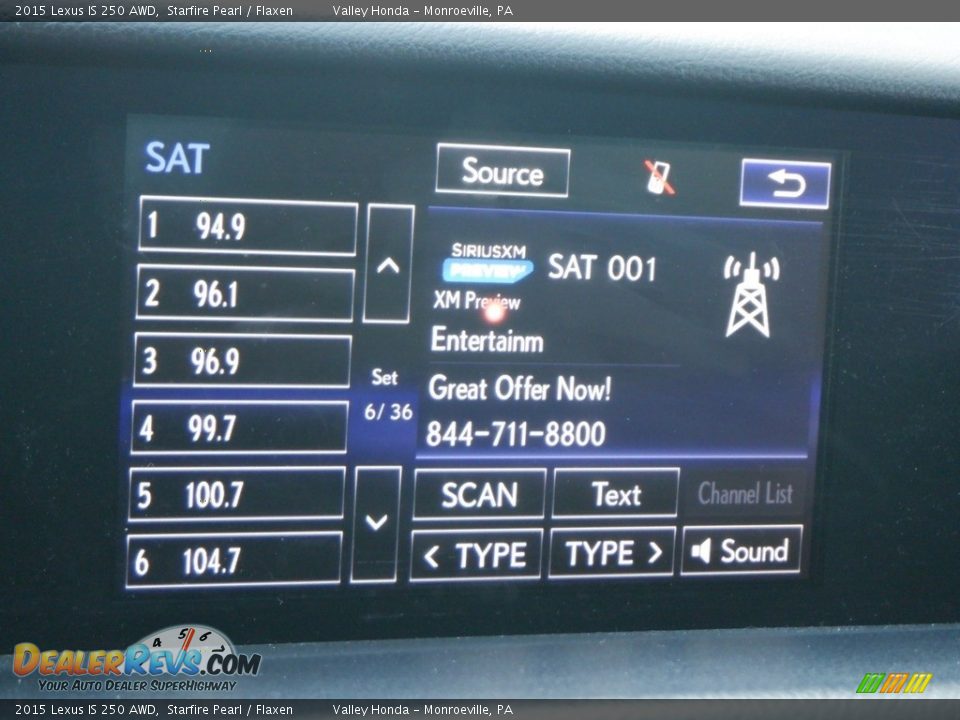 2015 Lexus IS 250 AWD, Starfire Pearl / Flaxen Valley Honda - Monroeville, PA
SAT
Source
1 94.9
2 96.1
3 96.9
4 99.7
5 100.7
6 104.7
Set
6/ 36
SIRIUSXM
PREVIEW
SAT 001
XM Preview
Entertainm
Great Offer Now!
844-711-8800
SCAN
Text
Channel List
< TYPE
TYPE >
Sound
4 5 6
DEALERREVS.COM
YOUR AUTO DEALER SUPERHIGHWAY
2015 Lexus IS 250 AWD, Starfire Pearl / Flaxen Valley Honda - Monroeville, PA